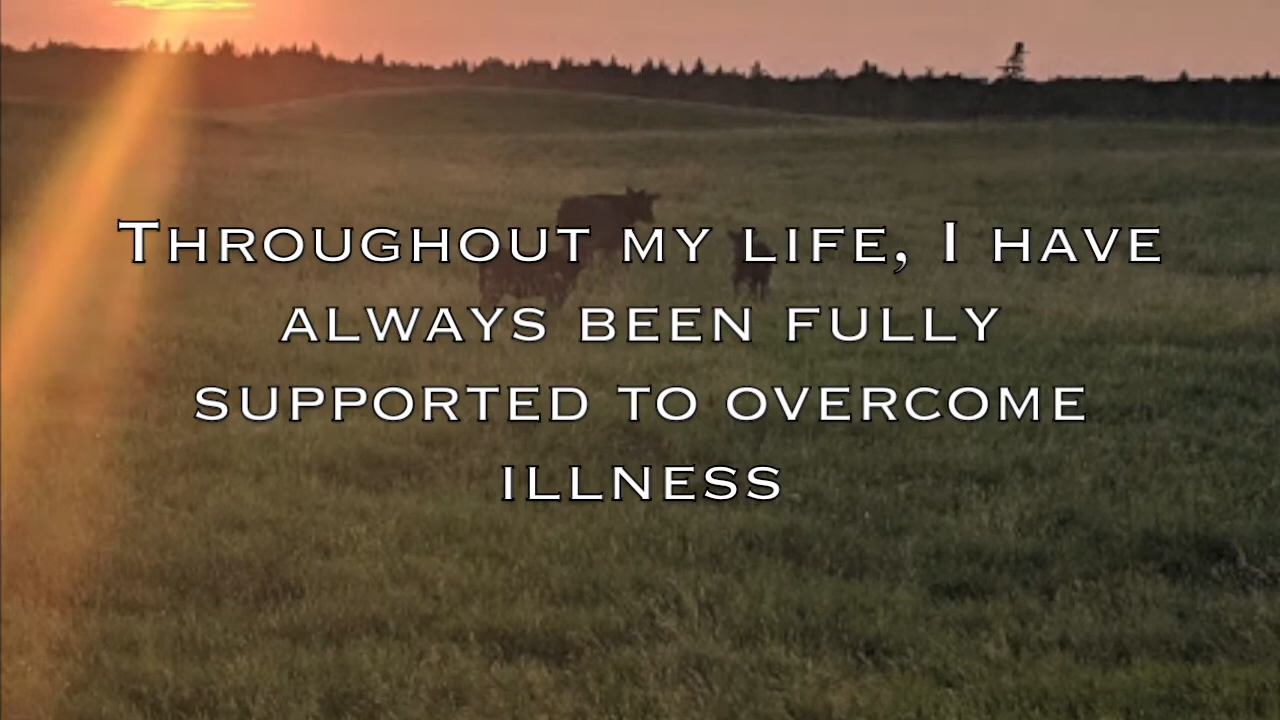 Throughout my life, I have
always been fully
supported to overcome
illness